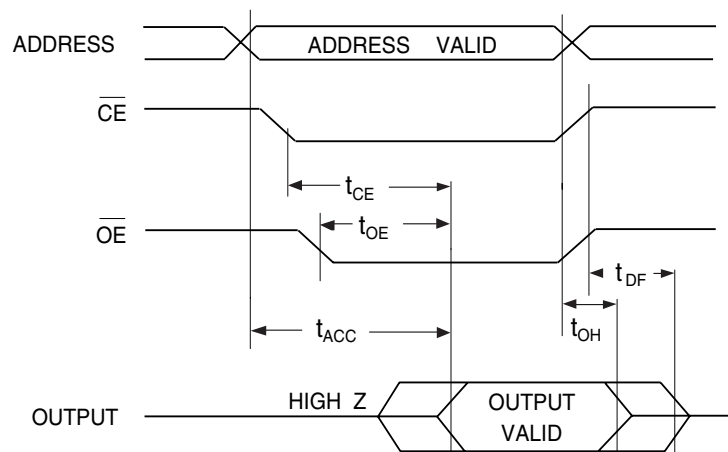 ADDRESS
ADDRESS VALID
CE
tCE
OE
tOE
tDF
tACC
tOH
HIGH Z
OUTPUT
OUTPUT
VALID